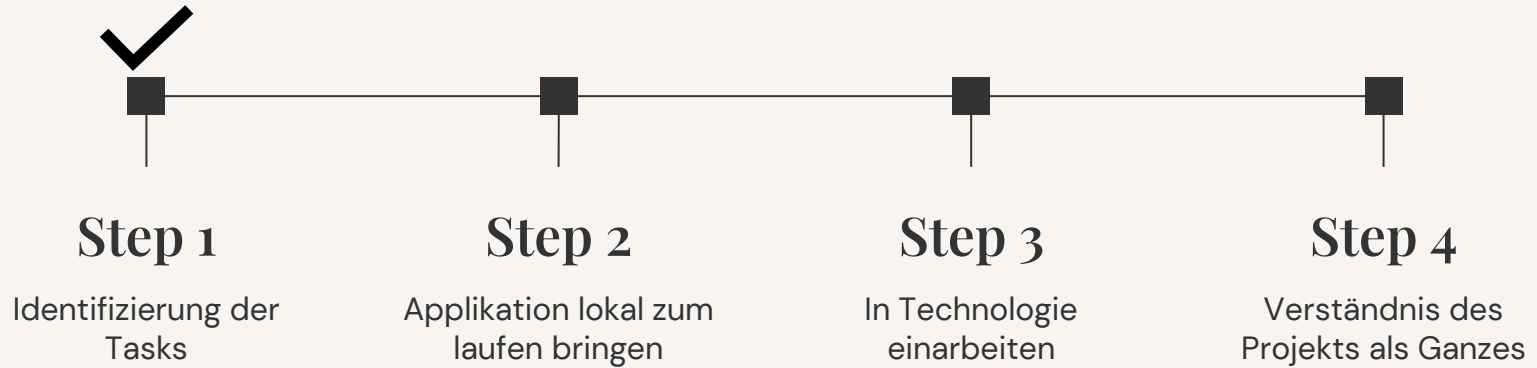 Step 1
Identifizierung der
Tasks
Step 2
Applikation lokal zum
laufen bringen
Step 3
In Technologie
einarbeiten
Step 4
Verständnis des
Projekts als Ganzes